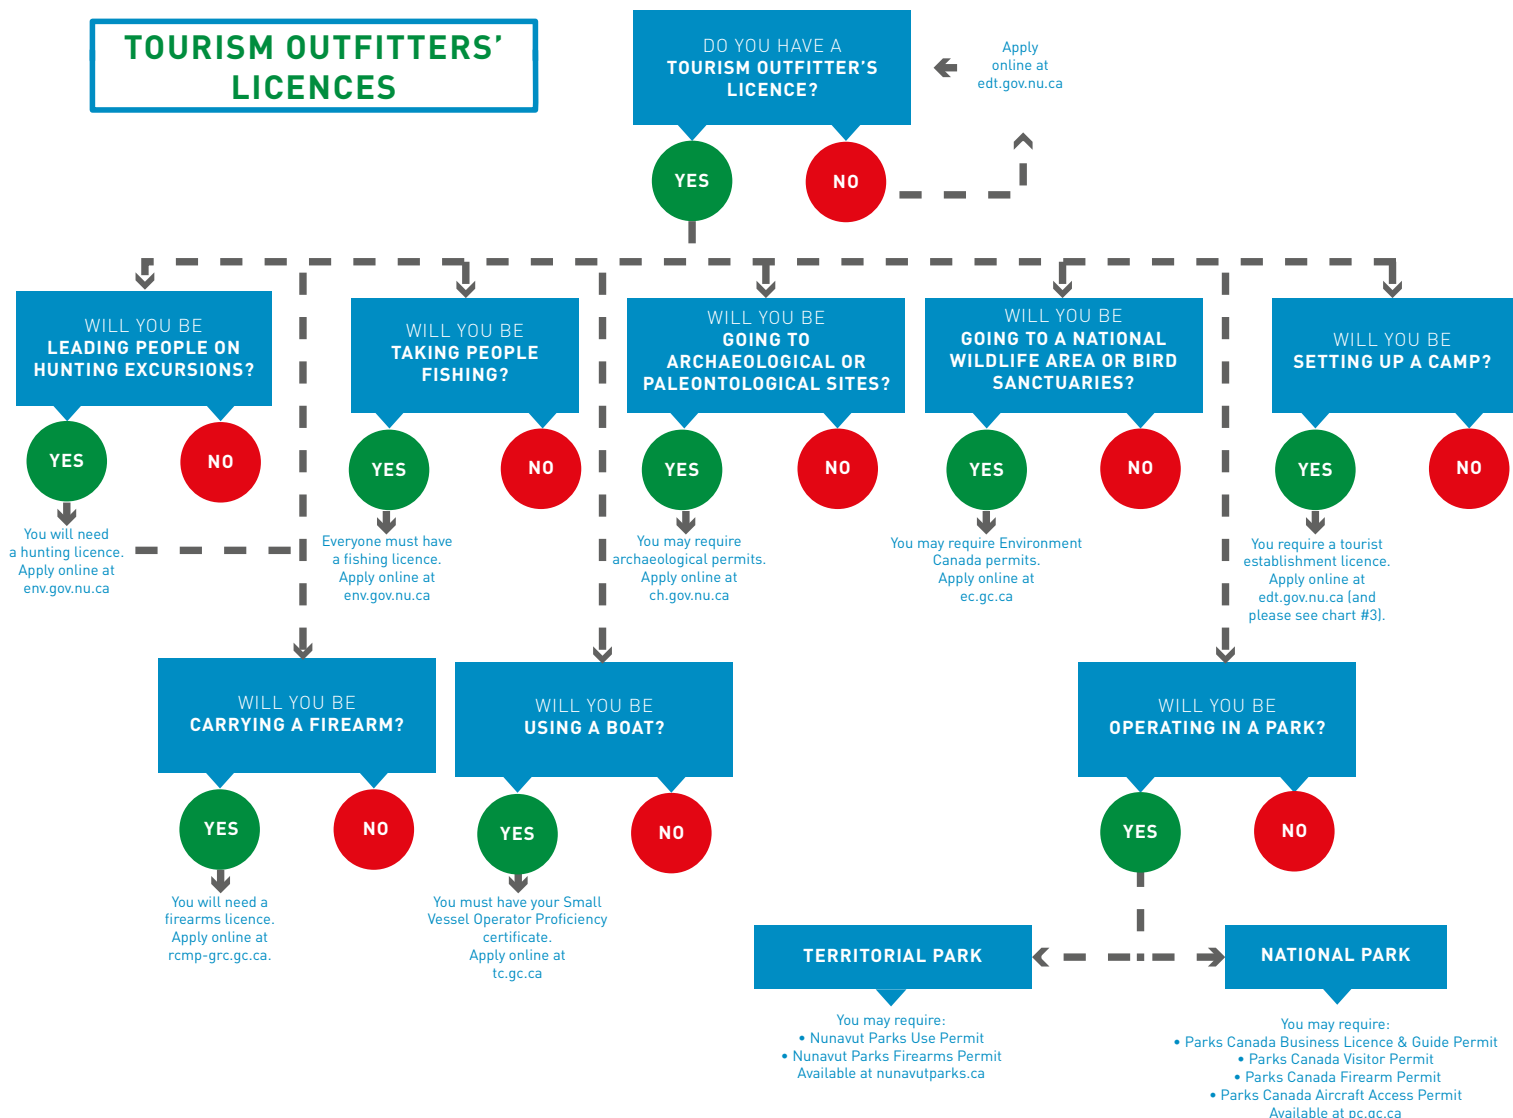 TOURISM OUTFITTERS'
LICENCES
DO YOU HAVE A
TOURISM OUTFITTER'S
LICENCE?
Apply
online at
edt.gov.nu.ca
YES
NO
WILL YOU BE
LEADING PEOPLE ON
HUNTING EXCURSIONS?
YES
NO
You will need
a hunting licence.
Apply online at
env.gov.nu.ca
WILL YOU BE
TAKING PEOPLE
FISHING?
YES
NO
Everyone must have
a fishing licence.
Apply online at
env.gov.nu.ca
WILL YOU BE
GOING TO
ARCHAEOLOGICAL OR
PALEONTOLOGICAL SITES?
YES
NO
You may require
archaeological permits.
Apply online at
ch.gov.nu.ca
WILL YOU BE
GOING TO A NATIONAL
WILDLIFE AREA OR BIRD
SANCTUARIES?
YES
NO
You may require Environment
Canada permits.
Apply online at
ec.gc.ca
WILL YOU BE
SETTING UP A CAMP?
YES
NO
You require a tourist
establishment licence.
Apply online at
edt.gov.nu.ca (and
please see chart #3).
WILL YOU BE
CARRYING A FIREARM?
YES
NO
You will need a
firearms licence.
Apply online at
rcmp-grc.gc.ca.
WILL YOU BE
USING A BOAT?
YES
NO
You must have your Small
Vessel Operator Proficiency
certificate.
Apply online at
tc.gc.ca
WILL YOU BE
OPERATING IN A PARK?
YES
NO
TERRITORIAL PARK
You may require:
• Nunavut Parks Use Permit
• Nunavut Parks Firearms Permit
Available at nunavutparks.ca
NATIONAL PARK
You may require:
• Parks Canada Business Licence & Guide Permit
• Parks Canada Visitor Permit
• Parks Canada Firearm Permit
• Parks Canada Aircraft Access Permit
Available at pc.gc.ca